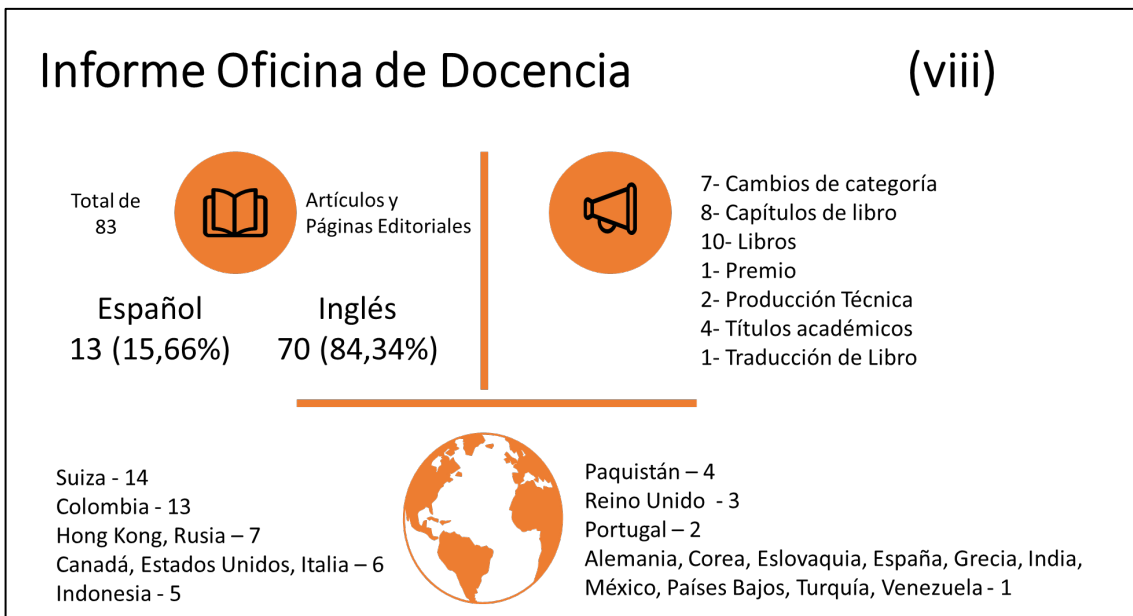 Informe Oficina de Docencia (viii)
Total de
83
Artículos y
Páginas Editoriales
Español
13 (15,66%)
Inglés
70 (84,34%)
7- Cambios de categoría
8- Capítulos de libro
10- Libros
1- Premio
2- Producción Técnica
4- Títulos académicos
1- Traducción de Libro
Suiza - 14
Colombia - 13
Hong Kong, Rusia – 7
Canadá, Estados Unidos, Italia – 6
Indonesia - 5
Paquistán – 4
Reino Unido - 3
Portugal – 2
Alemania, Corea, Eslovaquia, España, Grecia, India,
México, Países Bajos, Turquía, Venezuela - 1